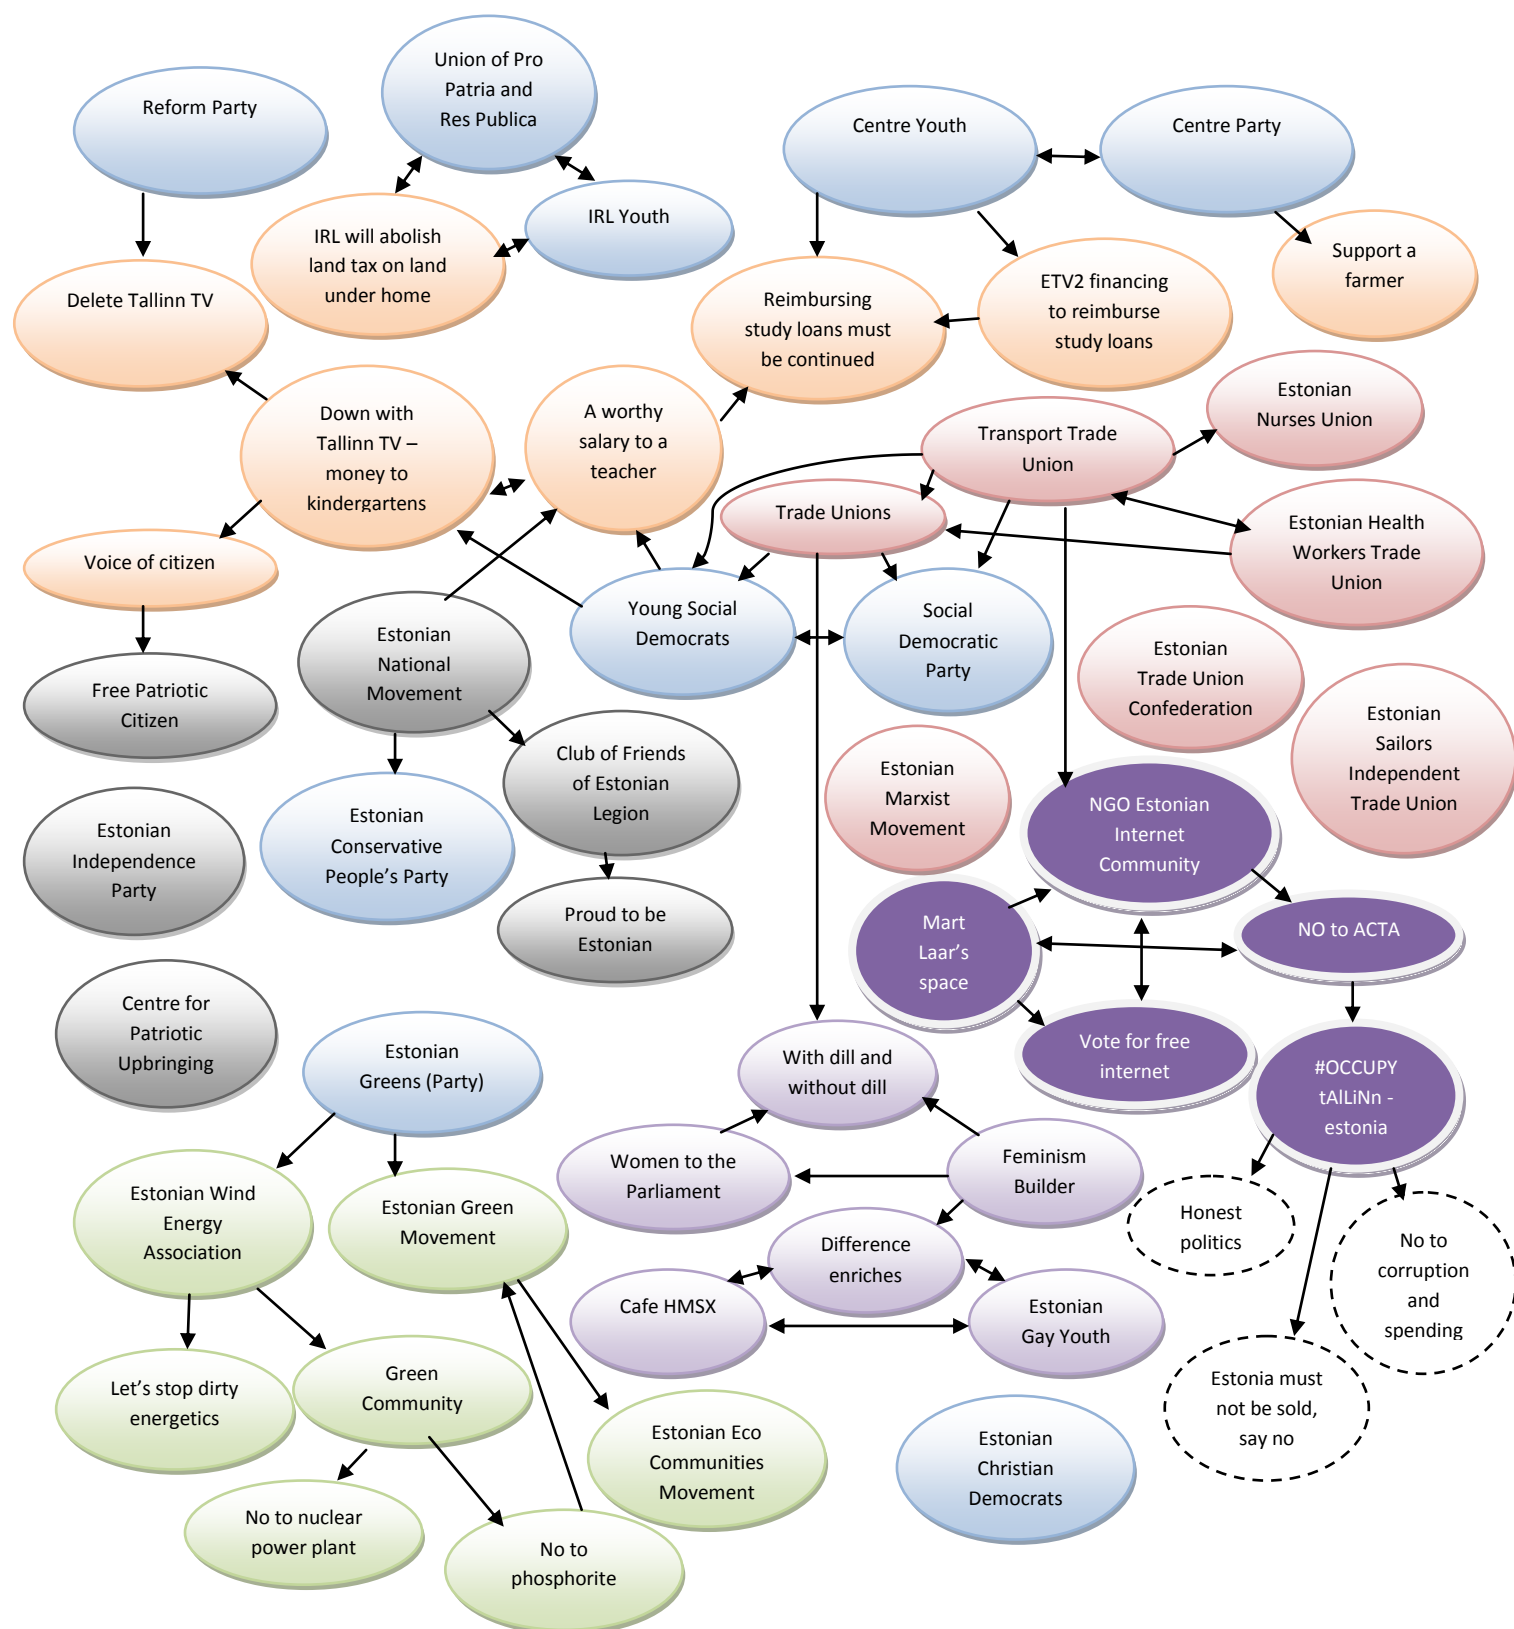 Union of Pro
Patria and
Res Publica
Reform Party
Centre Youth
Centre Party
IRL Youth
IRL will abolish
land tax on land
under home
Support a
farmer
Delete Tallinn TV
Reimbursing
study loans must
be continued
ETV2 financing
to reimburse
study loans
Estonian
Nurses Union
Down with
Tallinn TV –
money to
kindergartens
A worthy
salary to a
teacher
Transport Trade
Union
Trade Unions
Estonian Health
Workers Trade
Union
Voice of citizen
Young Social
Democrats
Social
Democratic
Party
Estonian
National
Movement
Estonian
Trade Union
Confederation
Free Patriotic
Citizen
Estonian
Sailors
Independent
Trade Union
Club of Friends
of Estonian
Legion
Estonian
Marxist
Movement
NGO Estonian
Internet
Community
Estonian
Independence
Party
Estonian
Conservative
People’s Party
Proud to be
Estonian
Mart
Laar’s
space
NO to ACTA
Centre for
Patriotic
Upbringing
Estonian
Greens (Party)
With dill and
without dill
Vote for free
internet
#OCCUPY
tAlLiNn -
estonia
Women to the
Parliament
Feminism
Builder
Estonian Wind
Energy
Association
Estonian Green
Movement
Honest
politics
Difference
enriches
No to
corruption
and
spending
Cafe HMSX
Estonian
Gay Youth
Let’s stop dirty
energetics
Green
Community
Estonia must
not be sold,
say no
Estonian Eco
Communities
Movement
Estonian
Christian
Democrats
No to nuclear
power plant
No to
phosphorite